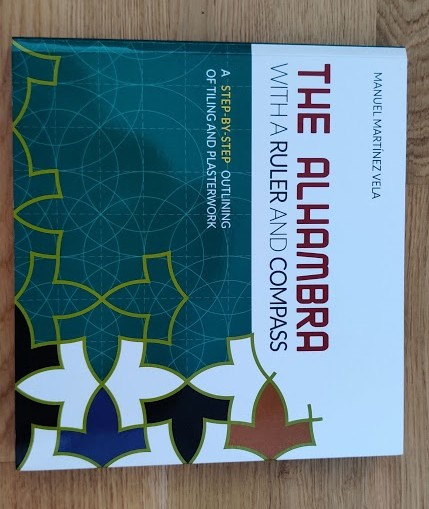 MANUEL MARTÍNEZ VELA
THE ALHAMBRA
WITH A RULER AND COMPASS
A STEP-BY-STEP OUTLINING
OF TILING AND PLASTERWORK